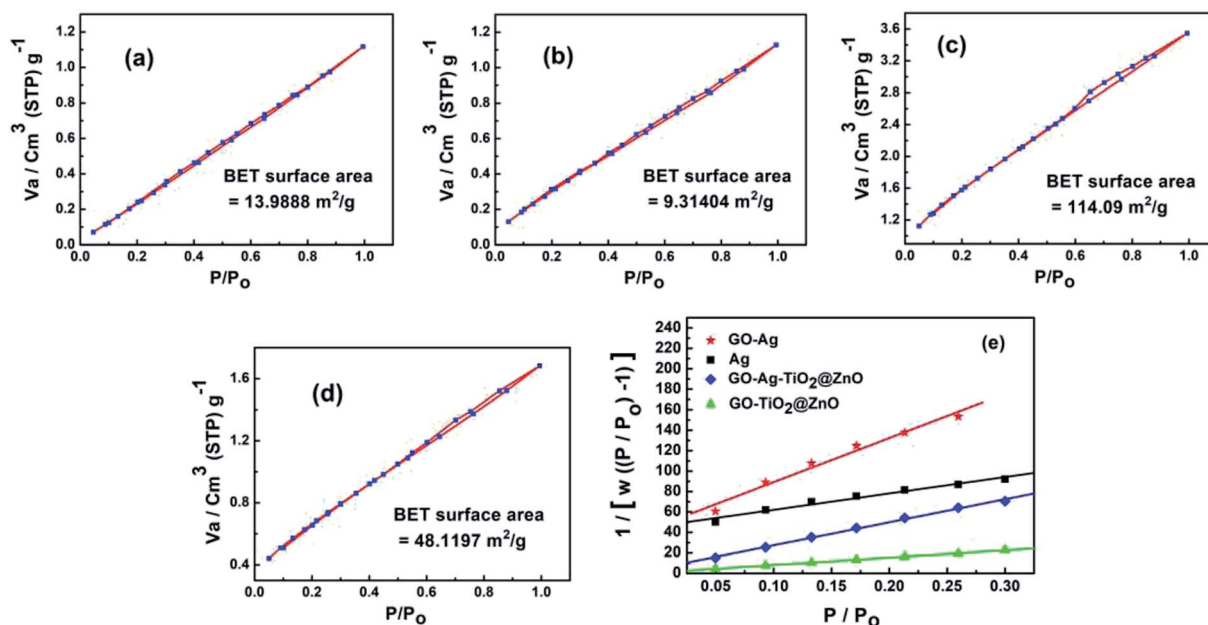 (a)
Va / Cm³ (STP) g⁻¹
1.2
1.0
0.8
0.6
0.4
0.2
0.0
BET surface area
= 13.9888 m²/g
0.0 0.2 0.4 0.6 0.8 1.0
P/Po
(b)
Va / Cm³ (STP) g⁻¹
1.2
1.0
0.8
0.6
0.4
0.2
0.0
BET surface area
= 9.31404 m²/g
0.0 0.2 0.4 0.6 0.8 1.0
P/Po
(c)
Va / Cm³ (STP) g⁻¹
3.6
3.2
2.8
2.4
2.0
1.6
1.2
BET surface area
= 114.09 m²/g
0.0 0.2 0.4 0.6 0.8 1.0
P/Po
(d)
Va / Cm³ (STP) g⁻¹
1.6
1.2
0.8
0.4
BET surface area
= 48.1197 m²/g
0.0 0.2 0.4 0.6 0.8 1.0
P/Po
(e)
1 / [ w ((P / Po) -1) ]
240
220
200
180
160
140
120
100
80
60
40
20
0
GO-Ag
Ag
GO-Ag-TiO₂@ZnO
GO-TiO₂@ZnO
0.05 0.10 0.15 0.20 0.25 0.30
P / Po